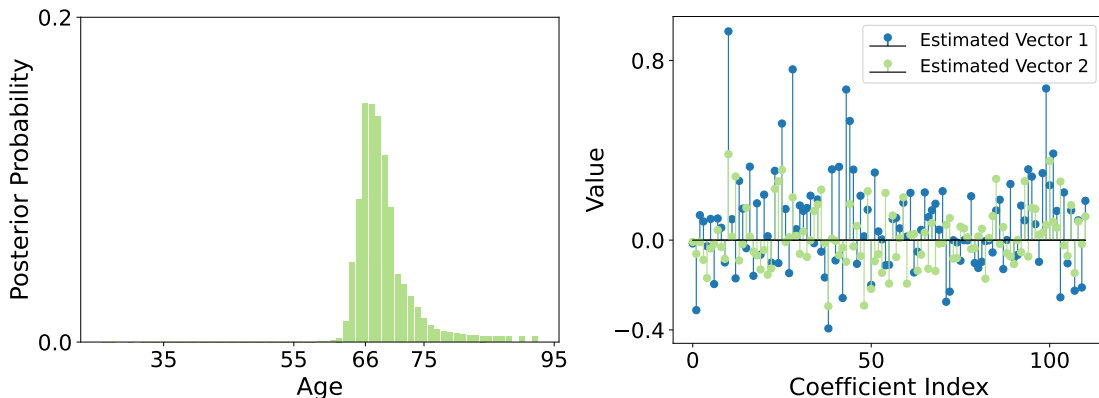 0.2
0.0
Posterior Probability
35
55
66
75
95
Age
0.8
0.0
−0.4
Value
0
50
100
Coefficient Index
Estimated Vector 1
Estimated Vector 2